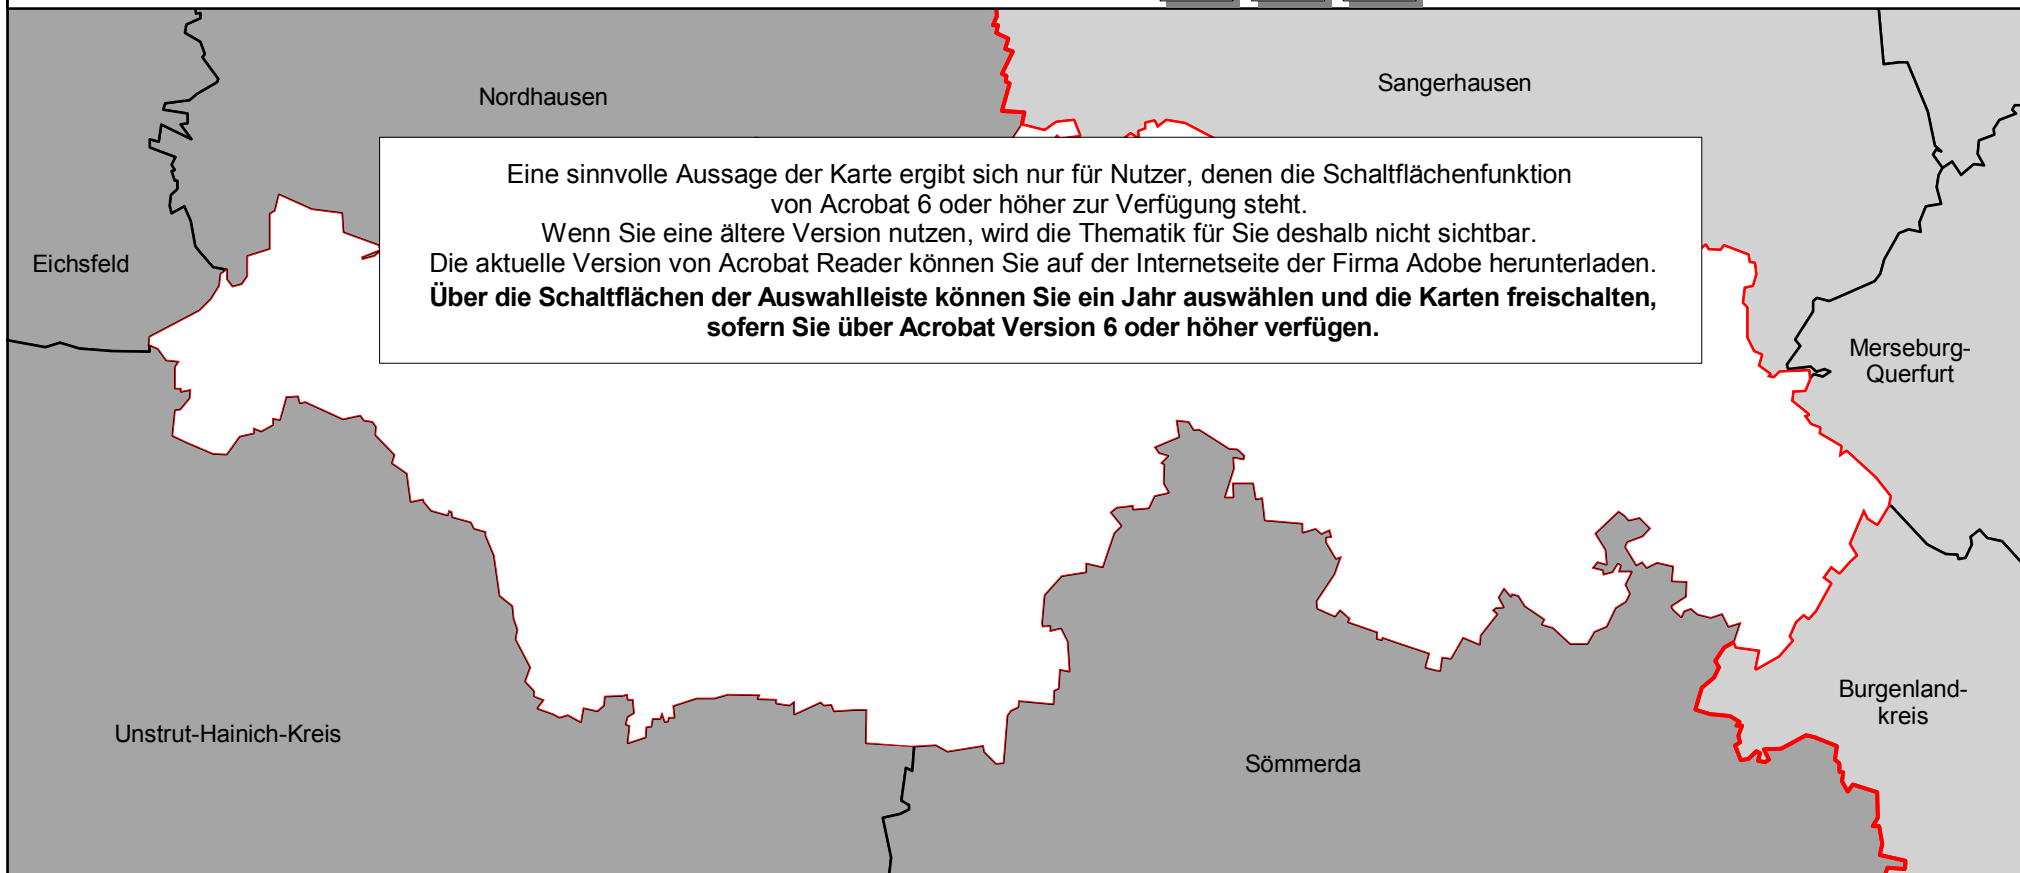 Nordhausen
Sangerhausen
Eine sinnvolle Aussage der Karte ergibt sich nur für Nutzer, denen die Schaltflächenfunktion
von Acrobat 6 oder höher zur Verfügung steht.
Wenn Sie eine ältere Version nutzen, wird die Thematik für Sie deshalb nicht sichtbar.
Die aktuelle Version von Acrobat Reader können Sie auf der Internetseite der Firma Adobe herunterladen.
Über die Schaltflächen der Auswahlleiste können Sie ein Jahr auswählen und die Karten freischalten,
sofern Sie über Acrobat Version 6 oder höher verfügen.
Eichsfeld
Merseburg-
Querfurt
Burgenland-
kreis
Unstrut-Hainich-Kreis
Sömmerda